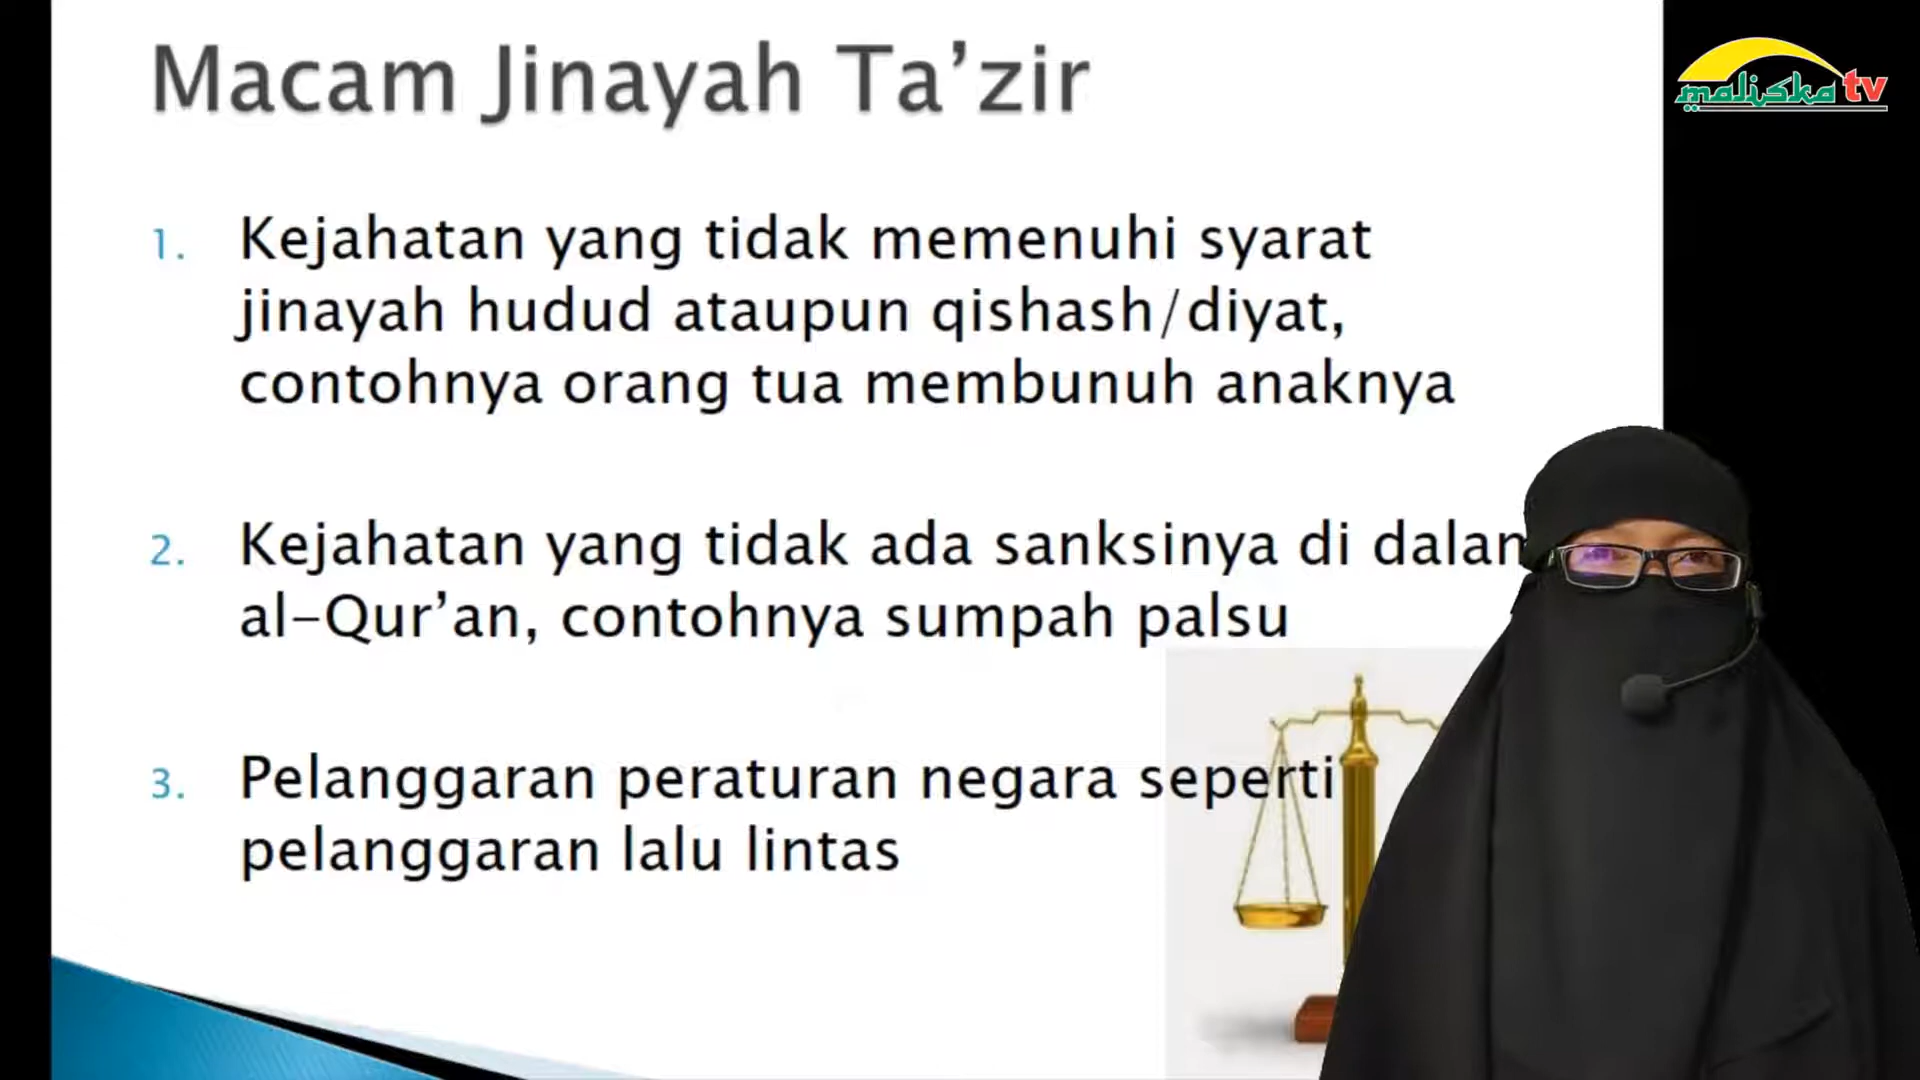 Macam Jinayah Ta’zir
maliska tv
1. Kejahatan yang tidak memenuhi syarat
jinayah hudud ataupun qishash/diyat,
contohnya orang tua membunuh anaknya
2. Kejahatan yang tidak ada sanksinya di dalam
al-Qur’an, contohnya sumpah palsu
3. Pelanggaran peraturan negara seperti
pelanggaran lalu lintas